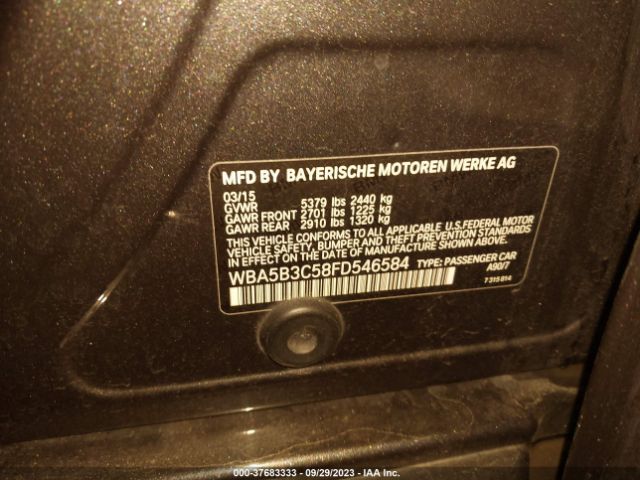 MFD BY BAYERISCHE MOTOREN WERKE AG
03/15
GVWR 5379 lbs 2440 kg
GAWR FRONT 2701 lbs 1225 kg
GAWR REAR 2910 lbs 1320 kg
THIS VEHICLE CONFORMS TO ALL APPLICABLE U.S.FEDERAL MOTOR
VEHICLE SAFETY, BUMPER AND THEFT PREVENTION STANDARDS
IN EFFECT ON THE DATE OF MANUFACTURE SHOWN ABOVE.
WBA5B3C58FD546584 TYPE: PASSENGER CAR
A90/7
7 315 814
000-37683333 - 09/29/2023 - IAA Inc.